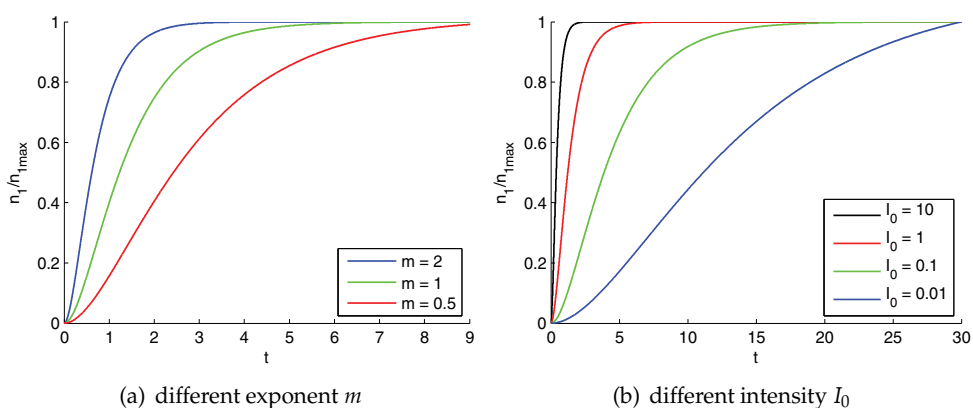 1
0.8
0.6
0.4
0.2
0
n1/n1max
0 1 2 3 4 5 6 7 8 9
t
m = 2
m = 1
m = 0.5
(a) different exponent m
1
0.8
0.6
0.4
0.2
0
n1/n1max
0 5 10 15 20 25 30
t
I0 = 10
I0 = 1
I0 = 0.1
I0 = 0.01
(b) different intensity I0